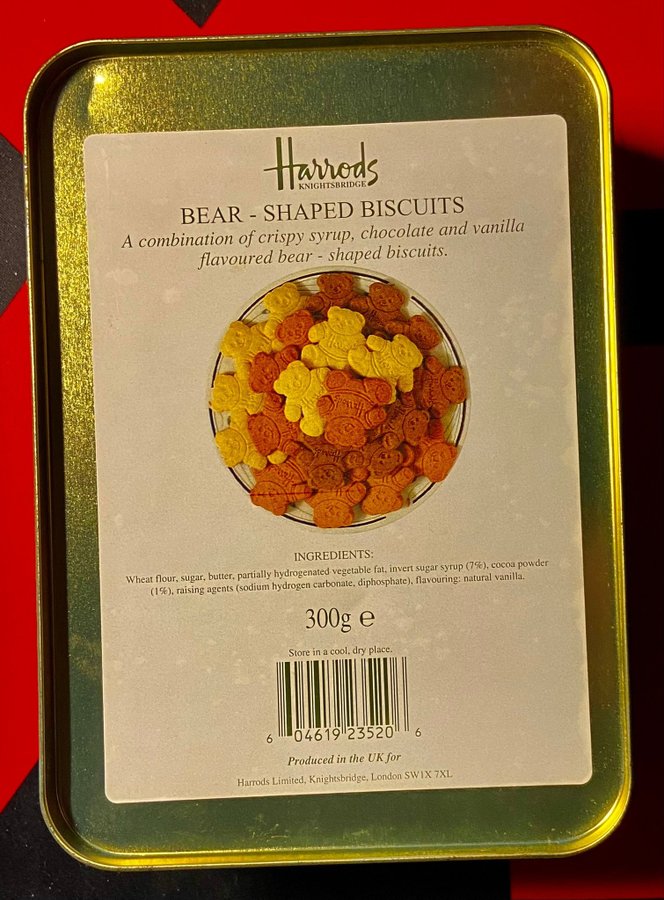 Harrods
KNIGHTSBRIDGE
BEAR - SHAPED BISCUITS
A combination of crispy syrup, chocolate and vanilla
flavoured bear - shaped biscuits.
INGREDIENTS:
Wheat flour, sugar, butter, partially hydrogenated vegetable fat, invert sugar syrup (7%), cocoa powder
(1%), raising agents (sodium hydrogen carbonate, diphosphate), flavouring: natural vanilla.
300g ℮
Store in a cool, dry place.
6 04619 23520 6
Produced in the UK for
Harrods Limited, Knightsbridge, London SW1X 7XL